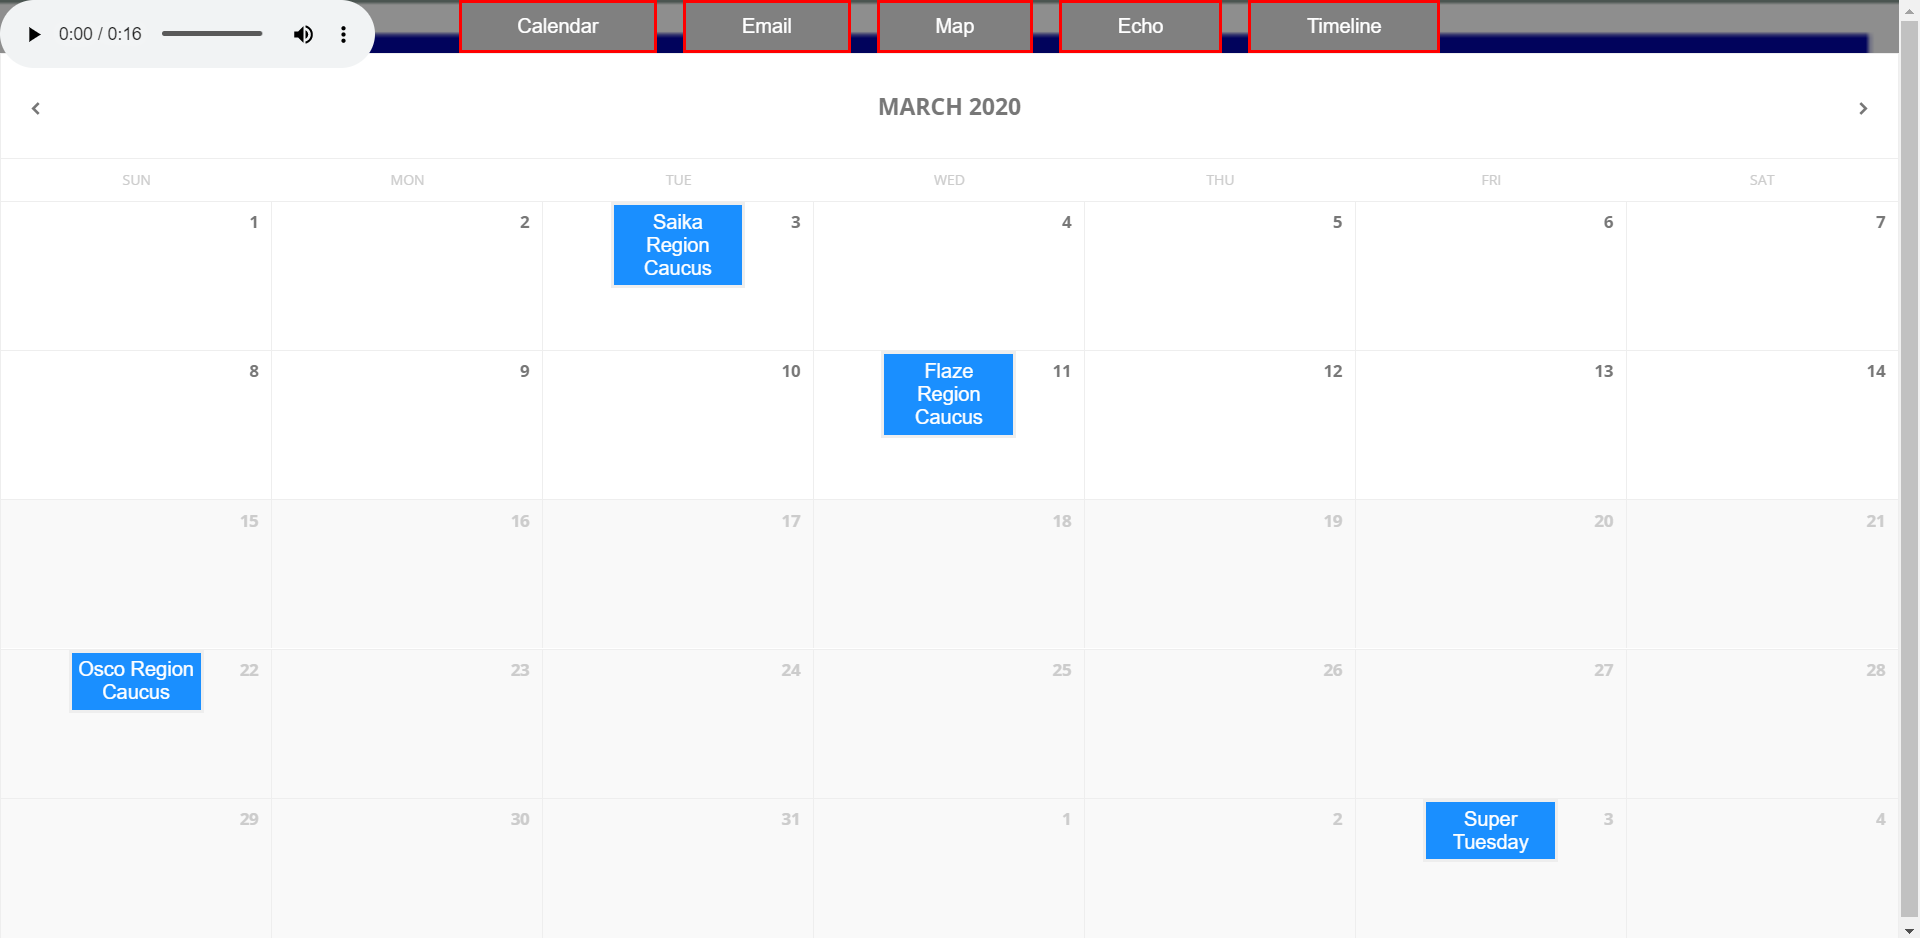 0:00 / 0:16
Calendar
Email
Map
Echo
Timeline
MARCH 2020
SUN MON TUE WED THU FRI SAT
1 2 3 4 5 6 7
Saika
Region
Caucus
8 9 10 11 12 13 14
Flaze
Region
Caucus
15 16 17 18 19 20 21
22 23 24 25 26 27 28
Osco Region
Caucus
29 30 31 1 2 3 4
Super
Tuesday